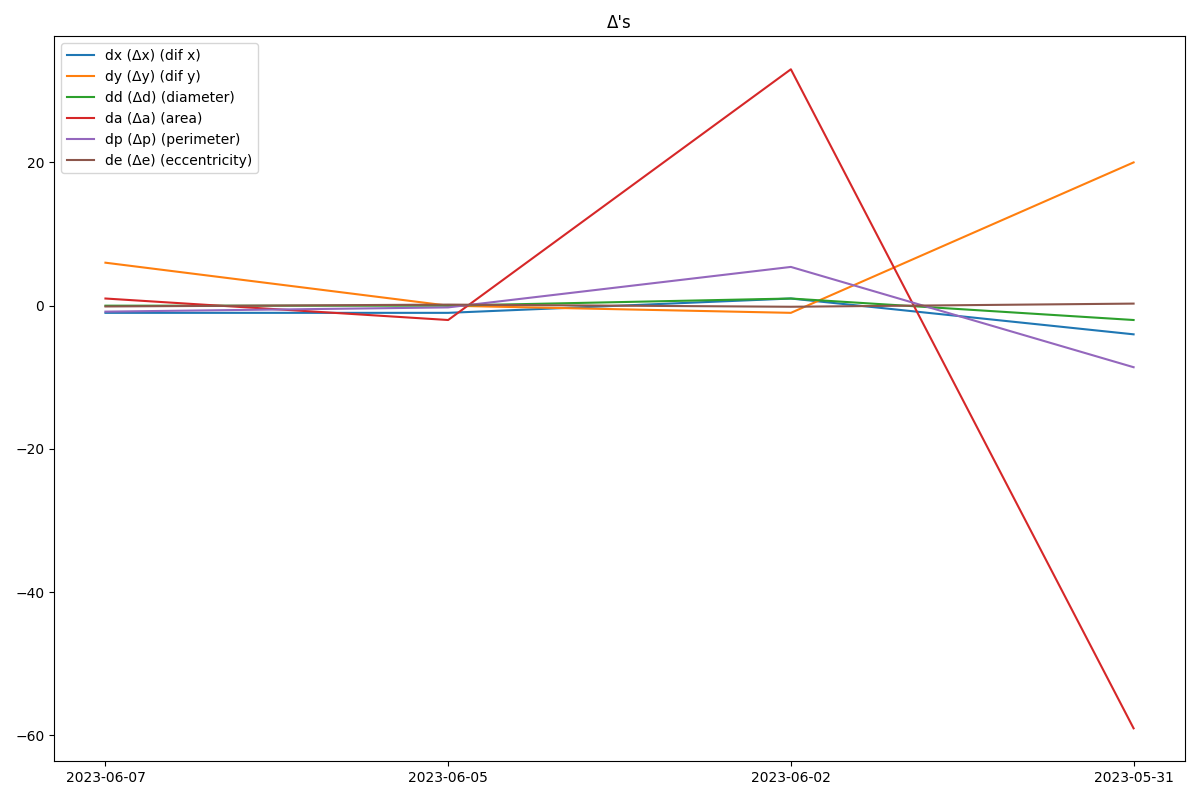 Δ's
dx (Δx) (dif x)
dy (Δy) (dif y)
dd (Δd) (diameter)
da (Δa) (area)
dp (Δp) (perimeter)
de (Δe) (eccentricity)
20
0
−20
−40
−60
2023-06-07
2023-06-05
2023-06-02
2023-05-31